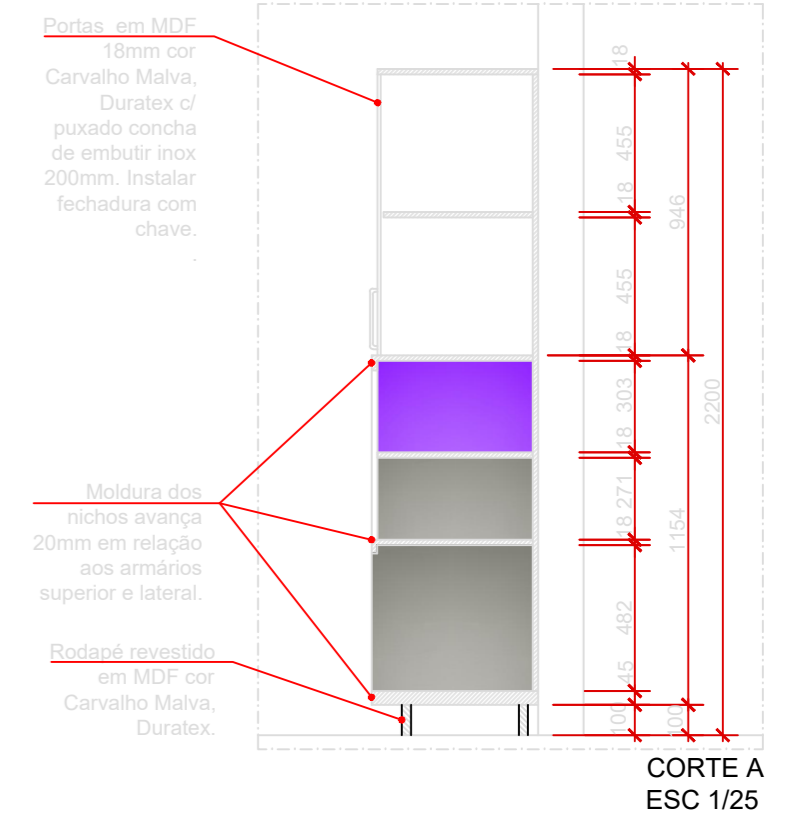 Portas em MDF
18mm cor
Carvalho Malva,
Duratex c/
puxado concha
de embutir inox
200mm. Instalar
fechadura com
chave.
.
Moldura dos
nichos avança
20mm em relação
aos armários
superior e lateral.
Rodapé revestido
em MDF cor
Carvalho Malva,
Duratex.
18
455
18
455
18
303
18
271
18
482
45
100
946
1154
100
2200
CORTE A
ESC 1/25